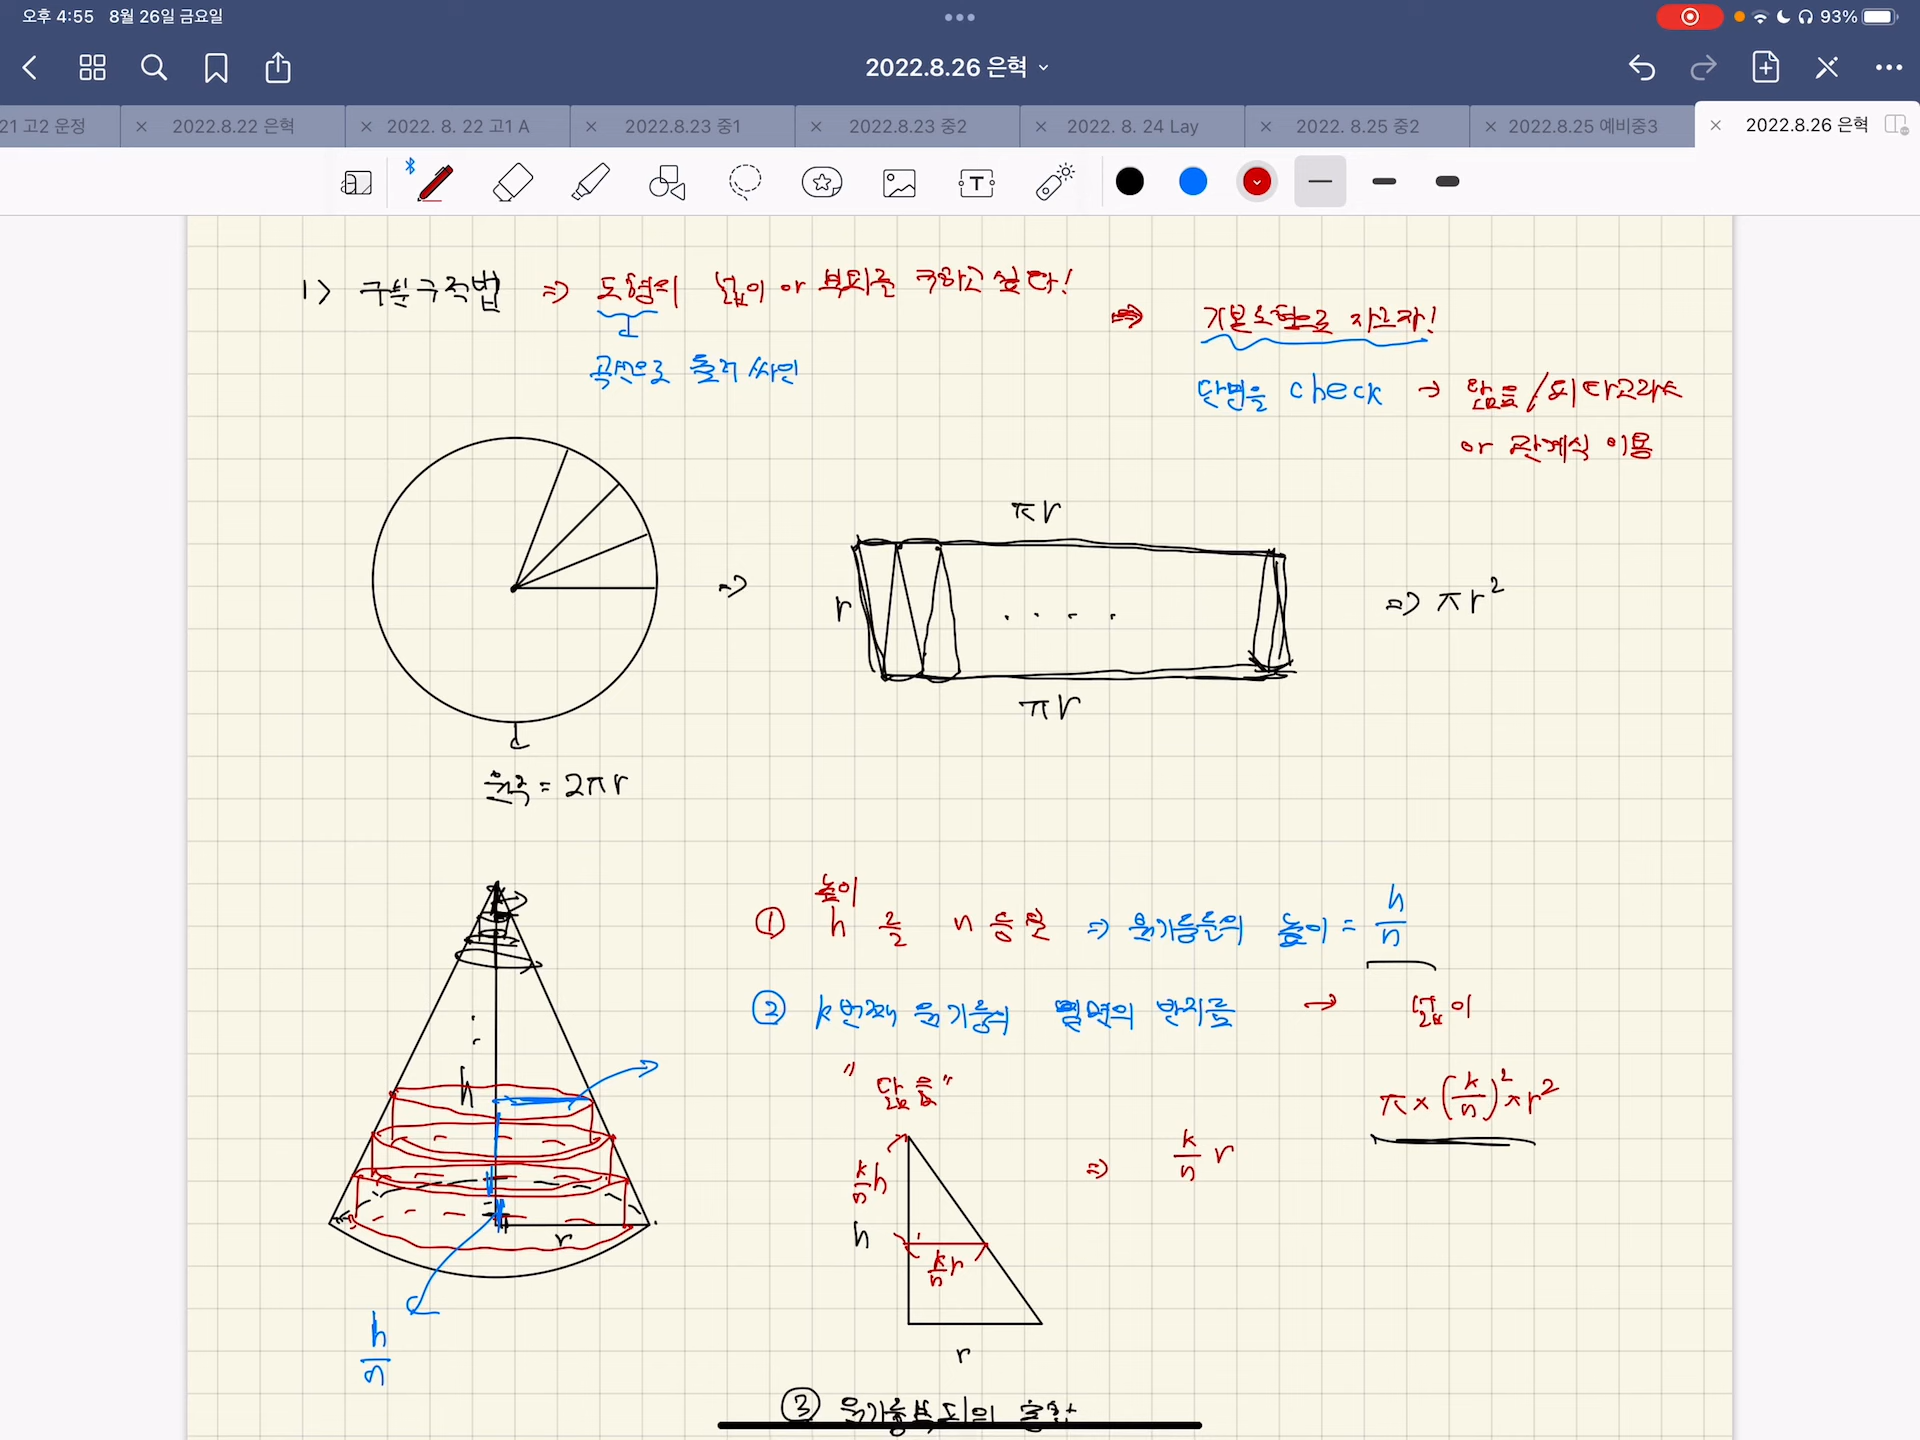 오후 4:55 8월 26일 금요일
93%
2022.8.26 은혁
21 고2 운정
2022.8.22 은혁
2022. 8. 22 고1 A
2022.8.23 중1
2022.8.23 중2
2022. 8. 24 Lay
2022. 8.25 중2
2022.8.25 예비중3
2022.8.26 은혁
1> 구분구적법 ⇒ 도형의 넓이 or 부피를 구하고 싶다!
⇒ 기본도형으로 자르자!
곡선으로 둘러 싸인
단면을 check → 닮음/피타고라스
or 관계식 이용
πr
r
⇒ πr²
πr
원주 = 2πr
높이
① h 를 n 등분 ⇒ 원기둥들의 높이 = h/n
② k번째 원기둥의 밑면의 반지름 → 넓이
"닮음"
π × (k/n)² × r²
h
k/n h
⇒ k/n r
h
k/n r
r
h/n
r
③ 원기둥부피의 총합